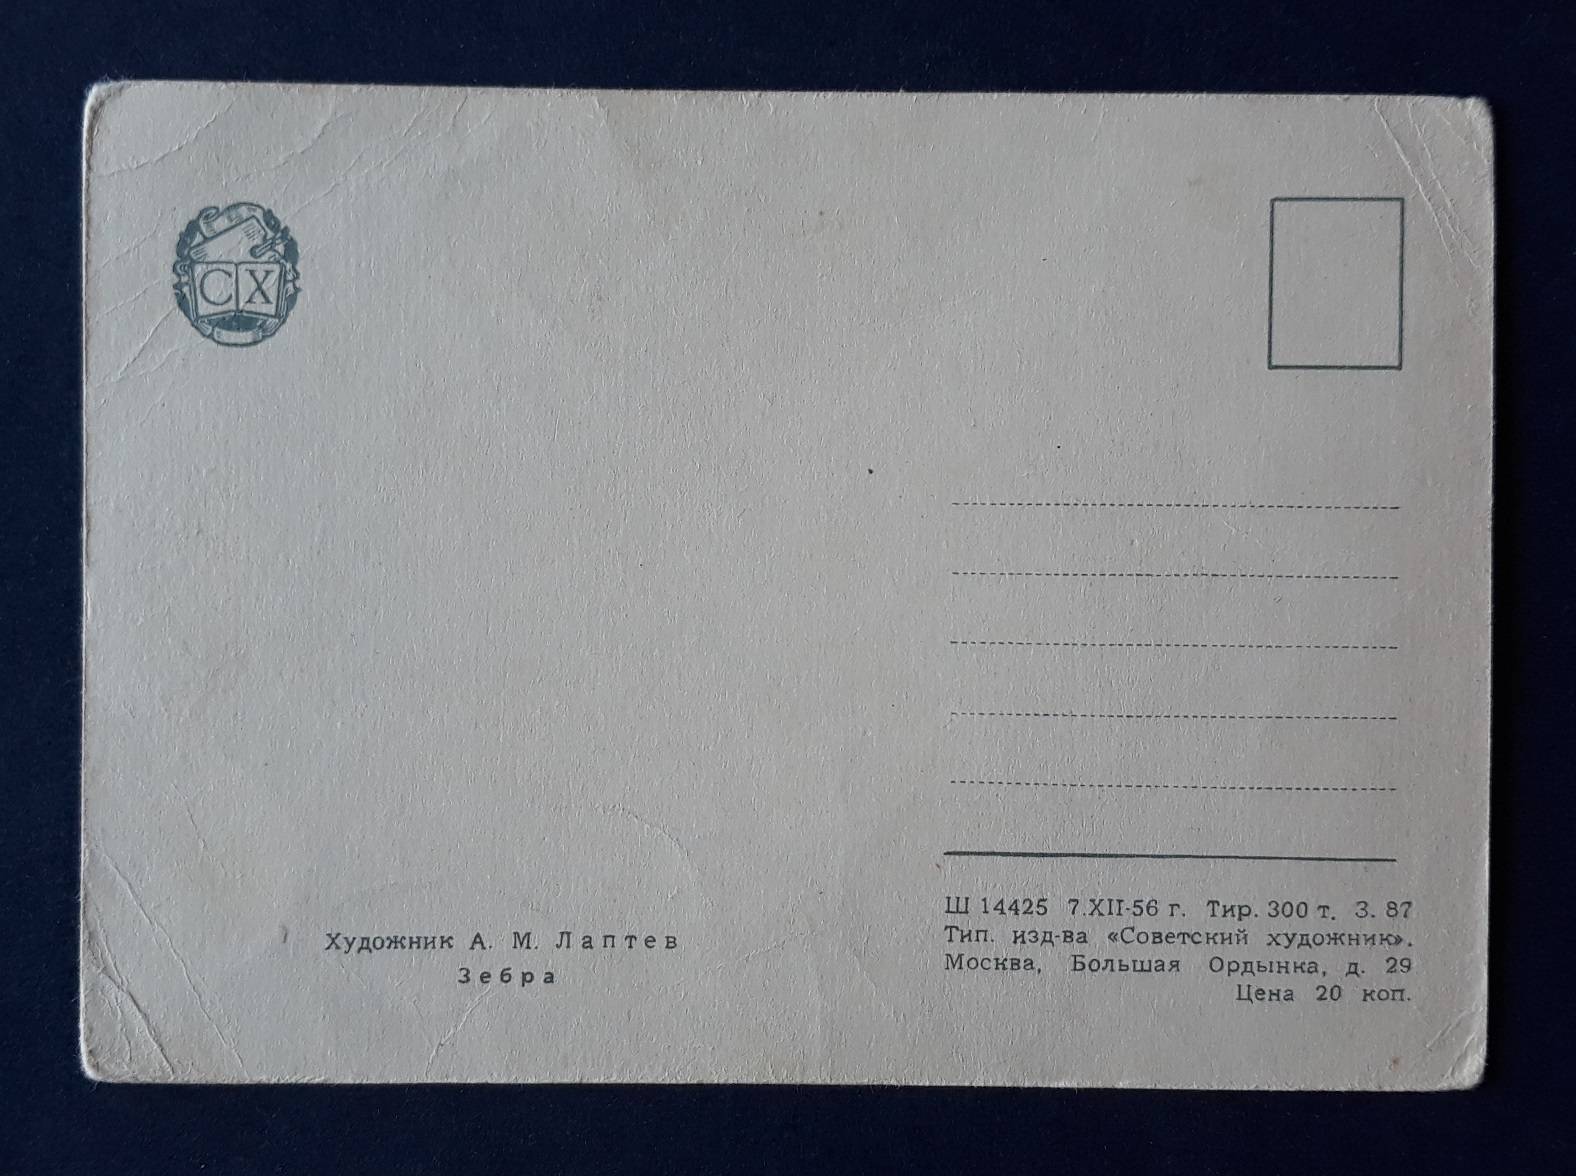 СХ
Художник А. М. Лаптев
Зебра
Ш 14425 7.XII-56 г. Тир. 300 т. З. 87
Тип. изд-ва «Советский художник».
Москва, Большая Ордынка, д. 29
Цена 20 коп.